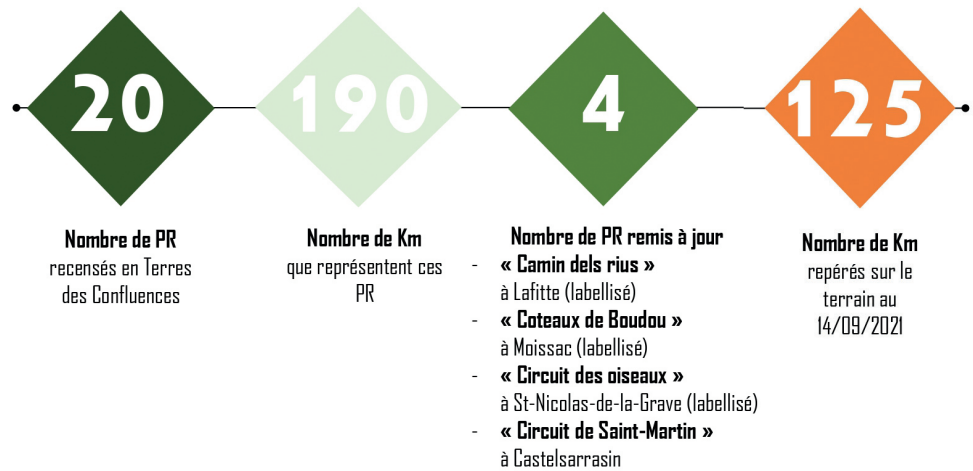 20
Nombre de PR
recensés en Terres
des Confluences
190
Nombre de Km
que représentent ces
PR
4
Nombre de PR remis à jour
- « Camin dels rius »
à Lafitte (labellisé)
- « Coteaux de Boudou »
à Moissac (labellisé)
- « Circuit des oiseaux »
à St-Nicolas-de-la-Grave (labellisé)
- « Circuit de Saint-Martin »
à Castelsarrasin
125
Nombre de Km
repérés sur le
terrain au
14/09/2021